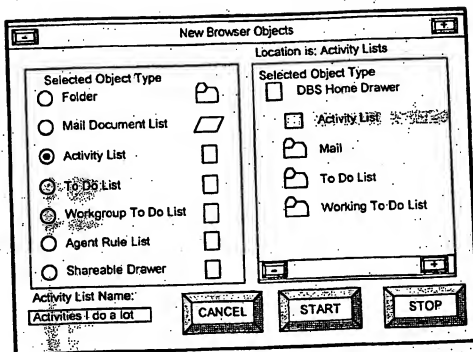 New Browser Objects
Location is: Activity Lists
Selected Object Type
Folder
Mail Document List
Activity List
To Do List
Workgroup To Do List
Agent Rule List
Shareable Drawer
Selected Object Type
DBS Home Drawer
Activity List
Mail
To Do List
Working To Do List
Activity List Name:
Activities I do a lot
CANCEL
START
STOP